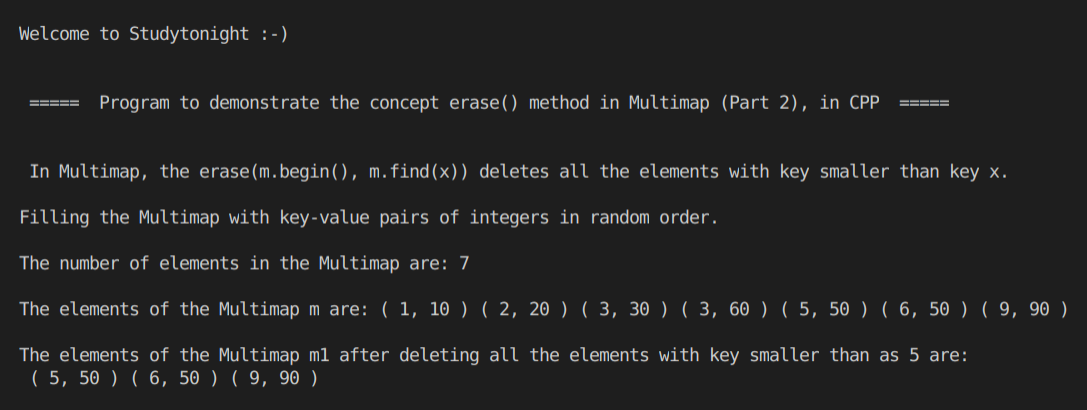 Welcome to Studytonight :-)
===== Program to demonstrate the concept erase() method in Multimap (Part 2), in CPP =====
In Multimap, the erase(m.begin(), m.find(x)) deletes all the elements with key smaller than key x.
Filling the Multimap with key-value pairs of integers in random order.
The number of elements in the Multimap are: 7
The elements of the Multimap m are: ( 1, 10 ) ( 2, 20 ) ( 3, 30 ) ( 3, 60 ) ( 5, 50 ) ( 6, 50 ) ( 9, 90 )
The elements of the Multimap m1 after deleting all the elements with key smaller than as 5 are:
( 5, 50 ) ( 6, 50 ) ( 9, 90 )